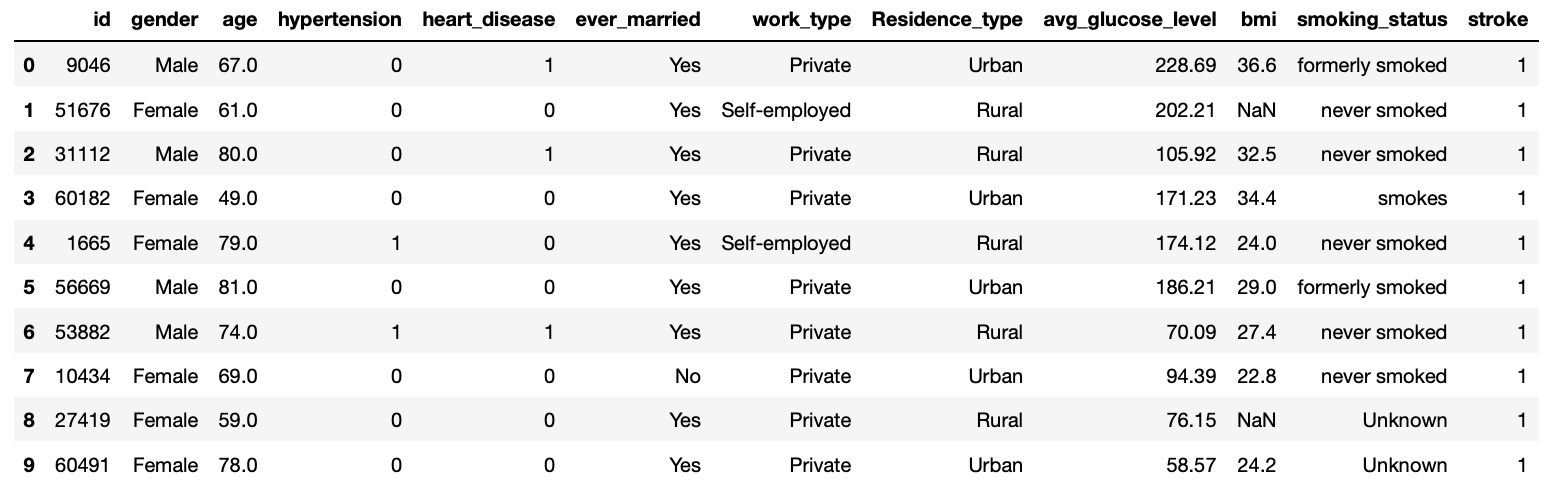 id gender age hypertension heart_disease ever_married work_type Residence_type avg_glucose_level bmi smoking_status stroke
0 9046 Male 67.0 0 1 Yes Private Urban 228.69 36.6 formerly smoked 1
1 51676 Female 61.0 0 0 Yes Self-employed Rural 202.21 NaN never smoked 1
2 31112 Male 80.0 0 1 Yes Private Rural 105.92 32.5 never smoked 1
3 60182 Female 49.0 0 0 Yes Private Urban 171.23 34.4 smokes 1
4 1665 Female 79.0 1 0 Yes Self-employed Rural 174.12 24.0 never smoked 1
5 56669 Male 81.0 0 0 Yes Private Urban 186.21 29.0 formerly smoked 1
6 53882 Male 74.0 1 1 Yes Private Rural 70.09 27.4 never smoked 1
7 10434 Female 69.0 0 0 No Private Urban 94.39 22.8 never smoked 1
8 27419 Female 59.0 0 0 Yes Private Rural 76.15 NaN Unknown 1
9 60491 Female 78.0 0 0 Yes Private Urban 58.57 24.2 Unknown 1